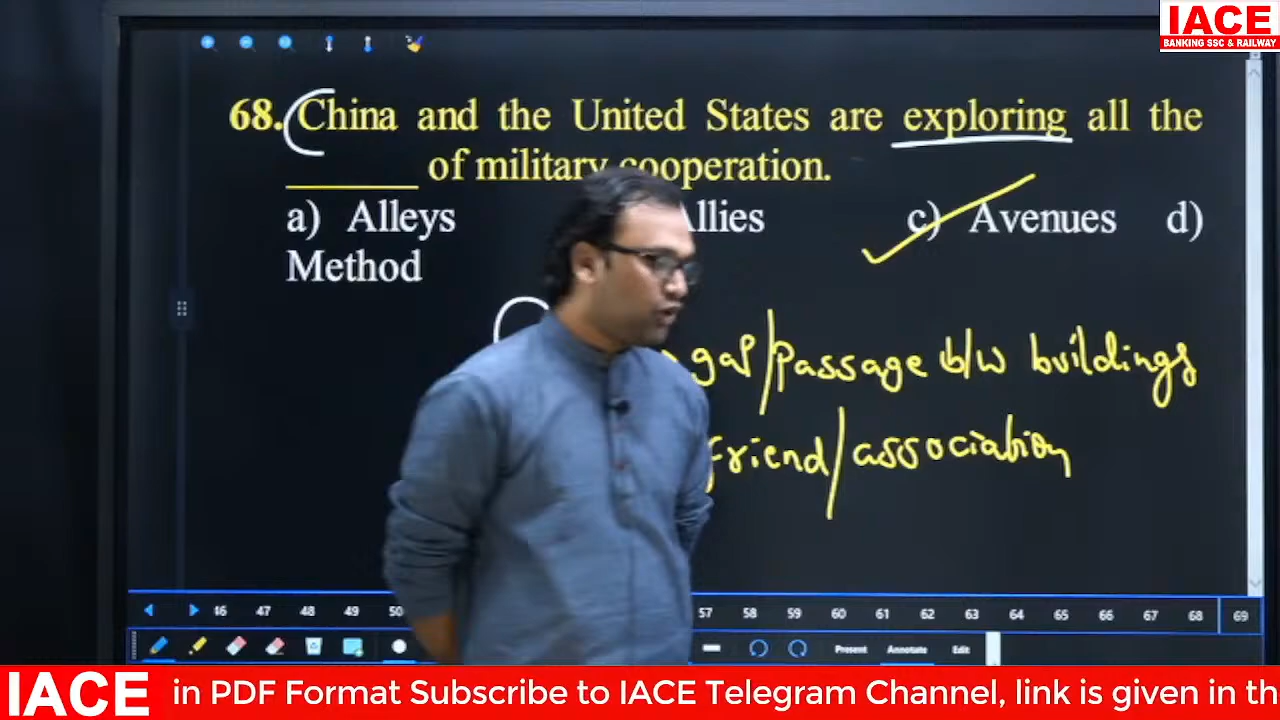 IACE
BANKING SSC & RAILWAY
68. China and the United States are exploring all the
________ of military cooperation.
a) Alleys Allies c) Avenues d)
Method
gap/passage b/w buildings
friend/association
46 47 48 49 50 57 58 59 60 61 62 63 64 65 66 67 68 69
Present Annotate Edit
IACE in PDF Format Subscribe to IACE Telegram Channel, link is given in th